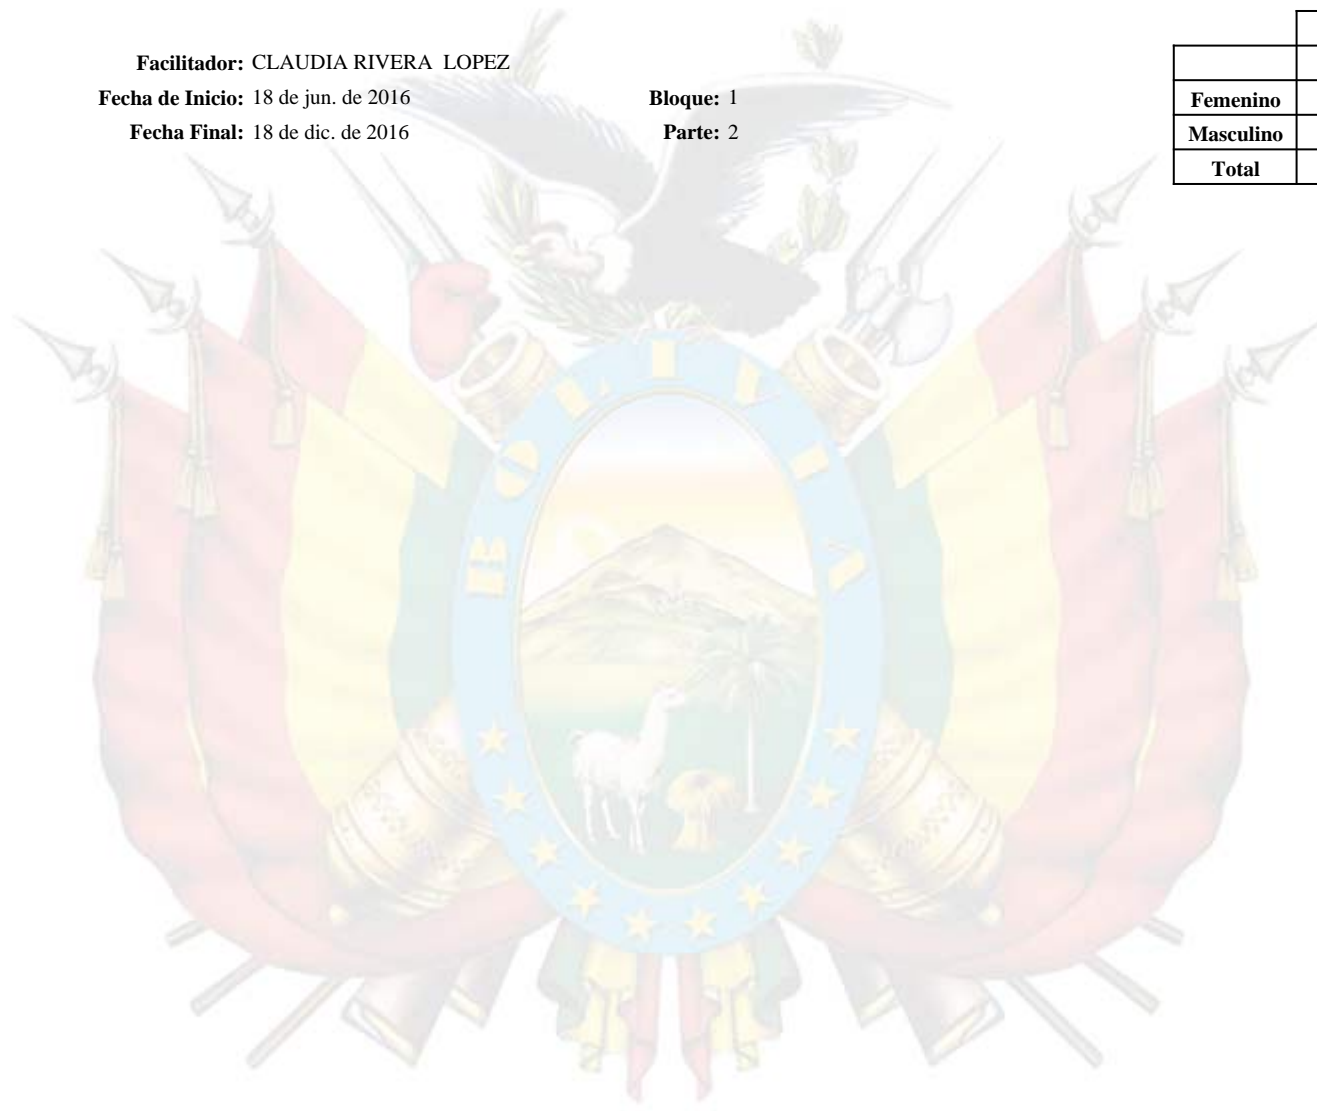 Facilitador: CLAUDIA RIVERA LOPEZ
Fecha de Inicio: 18 de jun. de 2016 Bloque: 1
Fecha Final: 18 de dic. de 2016 Parte: 2
Femenino
Masculino
Total
BOLIVIA